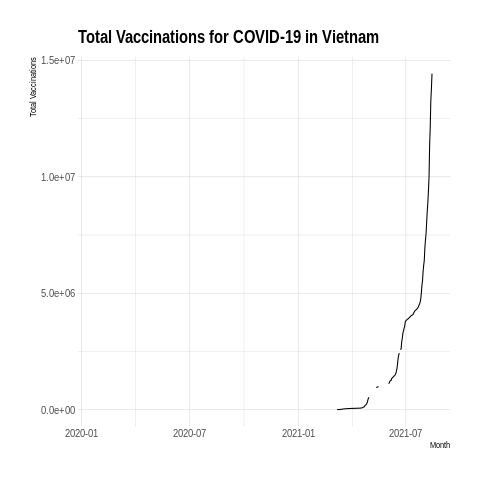 Total Vaccinations for COVID-19 in Vietnam
Total Vaccinations
1.5e+07
1.0e+07
5.0e+06
0.0e+00
2020-01 2020-07 2021-01 2021-07
Month